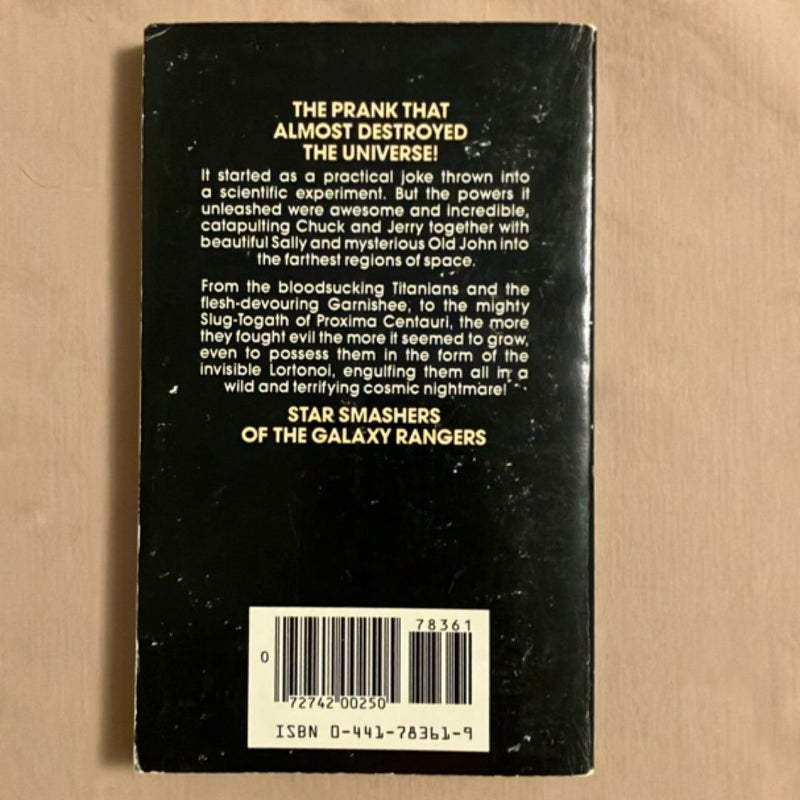 THE PRANK THAT
ALMOST DESTROYED
THE UNIVERSE!
It started as a practical joke thrown into
a scientific experiment. But the powers it
unleashed were awesome and incredible,
catapulting Chuck and Jerry together with
beautiful Sally and mysterious Old John into
the farthest regions of space.
From the bloodsucking Titanians and the
flesh-devouring Garnishee, to the mighty
Slug-Togath of Proxima Centauri, the more
they fought evil the more it seemed to grow,
even to possess them in the form of the
invisible Lortonoi, engulfing them all in a
wild and terrifying cosmic nightmare!
STAR SMASHERS
OF THE GALAXY RANGERS
78361
0
72742 00250
ISBN 0-441-78361-9